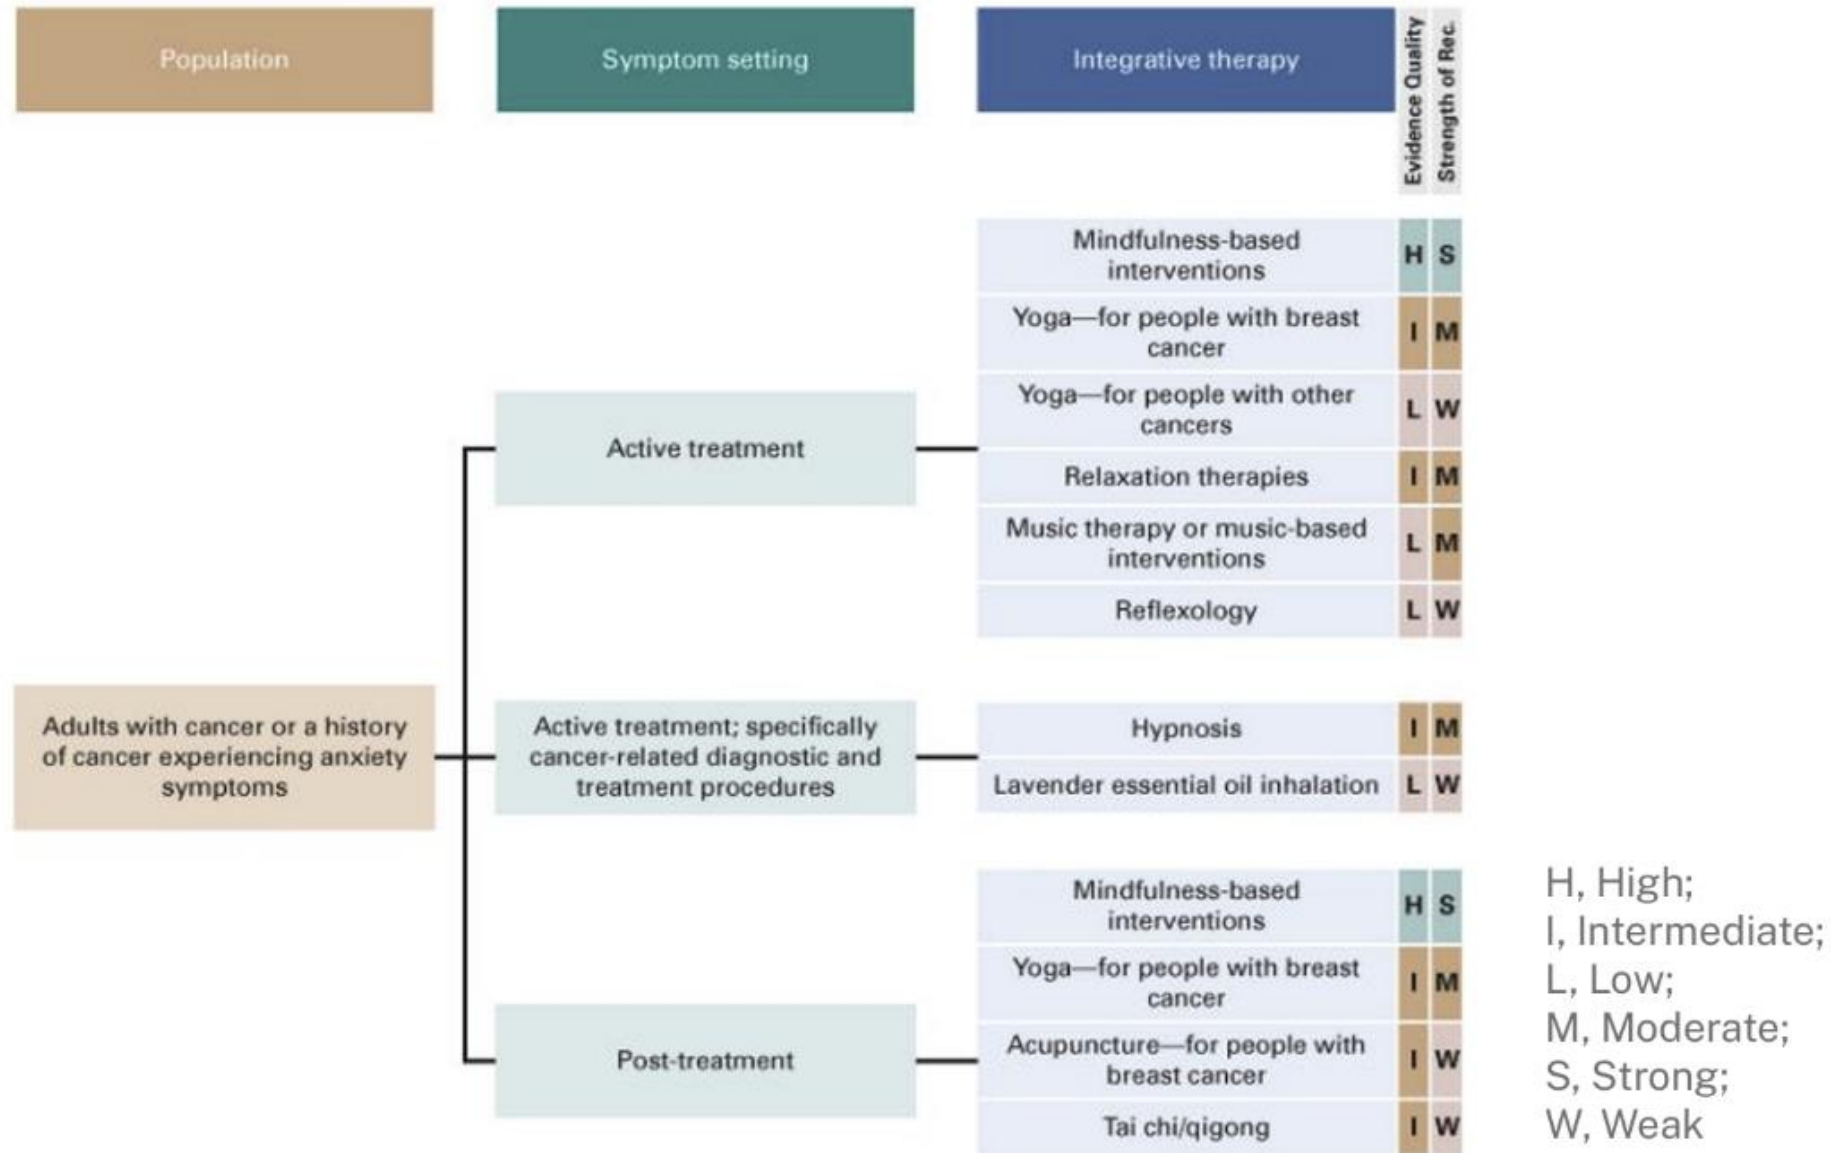 Population
Symptom setting
Integrative therapy
Evidence Quality
Strength of Rec.
Mindfulness-based
interventions
H S
Yoga—for people with breast
cancer
I M
Yoga—for people with other
cancers
L W
Active treatment
Relaxation therapies
I M
Music therapy or music-based
interventions
L M
Reflexology
L W
Adults with cancer or a history
of cancer experiencing anxiety
symptoms
Active treatment; specifically
cancer-related diagnostic and
treatment procedures
Hypnosis
I M
Lavender essential oil inhalation
L W
Mindfulness-based
interventions
H S
Yoga—for people with breast
cancer
I M
Post-treatment
Acupuncture—for people with
breast cancer
I W
Tai chi/qigong
I W
H, High;
I, Intermediate;
L, Low;
M, Moderate;
S, Strong;
W, Weak